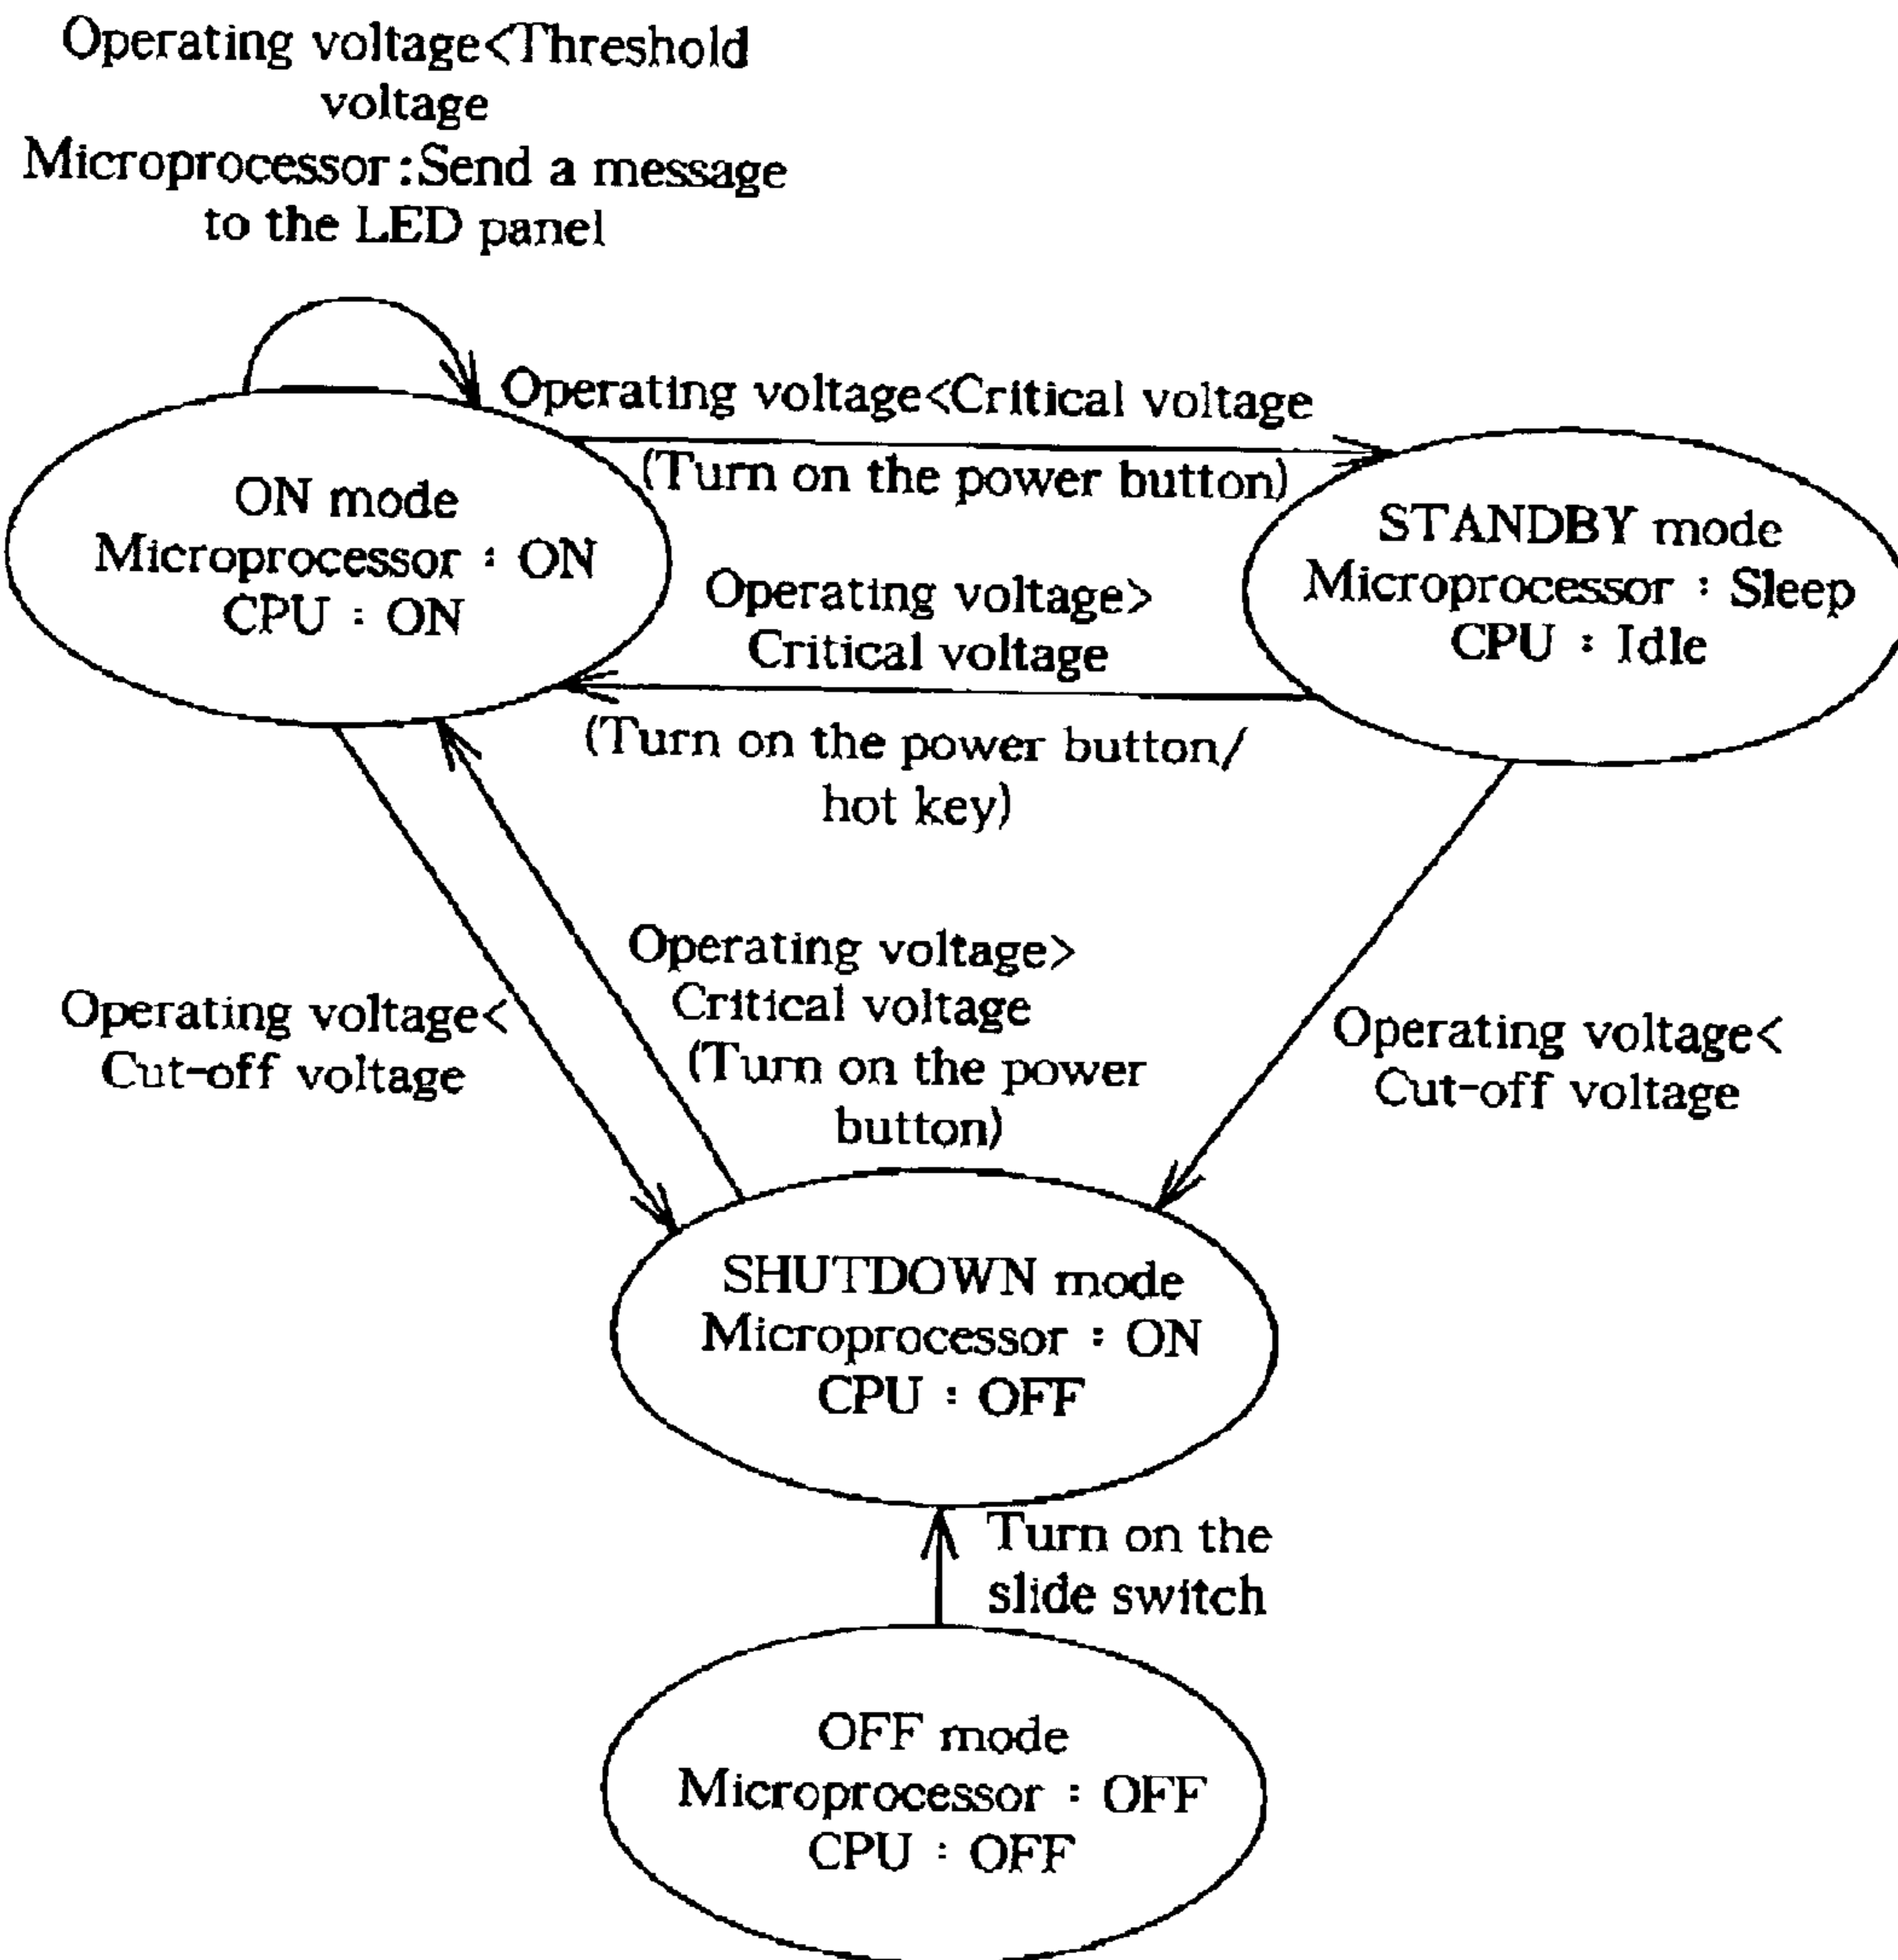 Operating voltage<Threshold
voltage
Microprocessor:Send a message
to the LED panel
Operating voltage<Critical voltage
(Turn on the power button)
ON mode
Microprocessor : ON
CPU : ON
STANDBY mode
Microprocessor : Sleep
CPU : Idle
Operating voltage>
Critical voltage
(Turn on the power button/
hot key)
Operating voltage<
Cut-off voltage
Operating voltage>
Critical voltage
(Turn on the power
button)
Operating voltage<
Cut-off voltage
SHUTDOWN mode
Microprocessor : ON
CPU : OFF
Turn on the
slide switch
OFF mode
Microprocessor : OFF
CPU : OFF